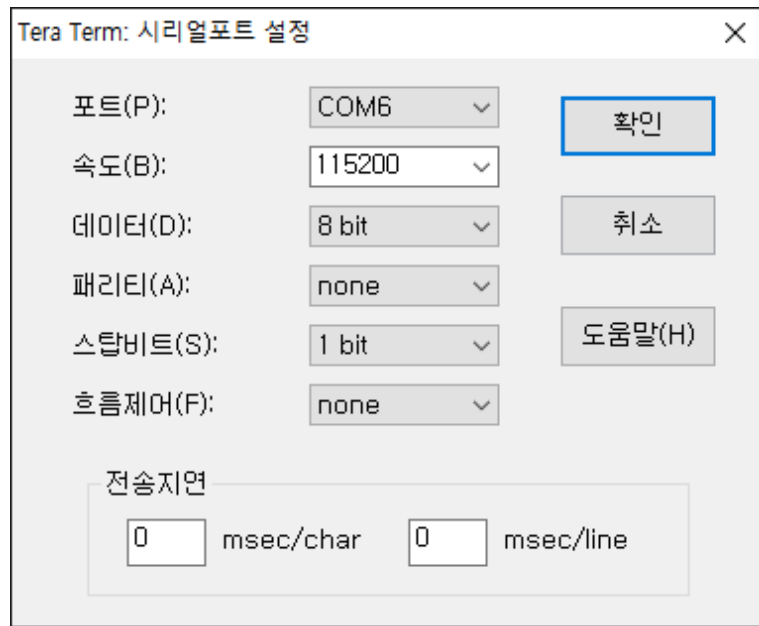 Tera Term: 시리얼포트 설정
포트(P): COM6 확인
속도(B): 115200
데이터(D): 8 bit 취소
패리티(A): none
스탑비트(S): 1 bit 도움말(H)
흐름제어(F): none
전송지연
0 msec/char 0 msec/line